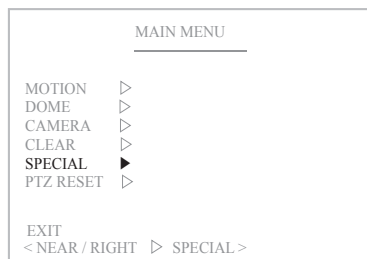 MAIN MENU
MOTION ▷
DOME ▷
CAMERA ▷
CLEAR ▷
SPECIAL ▶
PTZ RESET ▷
EXIT
< NEAR / RIGHT ▷ SPECIAL >